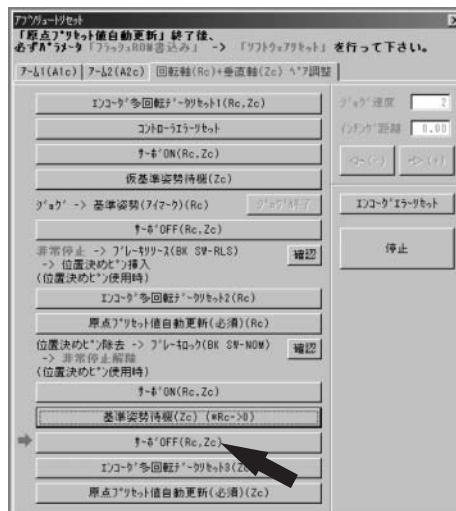 アブソリュートリセット
「原点プリセット値自動更新」終了後、
必ずパラメータ「フラッシュROM書込み」 -> 「ソフトウェアリセット」 を行って下さい。
アーム1(A1c) アーム2(A2c) 回転軸(Rc)+垂直軸(Zc) ペア調整
エンコーダ多回転データリセット1(Rc,Zc)
コントローラエラーリセット
サーボON(Rc,Zc)
仮基準姿勢待機(Zc)
ジョグ -> 基準姿勢(アイマーク)(Rc) ジョグ終了
サーボOFF(Rc,Zc)
非常停止 -> ブレーキリリース(BK SW-RLS)
-> 位置決めピン挿入
(位置決めピン使用時)
確認
エンコーダ多回転データリセット2(Rc)
原点プリセット値自動更新(必須)(Rc)
位置決めピン除去 -> ブレーキロック(BK SW-NOM)
-> 非常停止解除
(位置決めピン使用時)
確認
サーボON(Rc,Zc)
基準姿勢待機(Zc) (*Rc->0)
サーボOFF(Rc,Zc)
エンコーダ多回転データリセット3(Zc)
原点プリセット値自動更新(必須)(Zc)
ジョグ速度 2
インチング距離 0.00
<-(-) ->(+)
エンコーダエラーリセット
停止